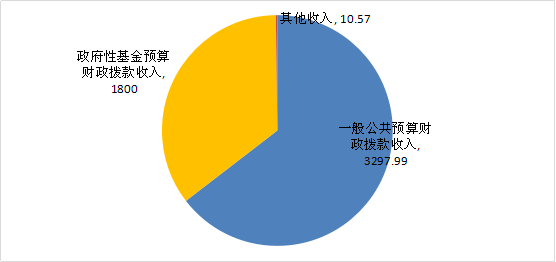 其他收入, 10.57
政府性基金预算
财政拨款收入,
1800
一般公共预算财
政拨款收入,
3297.99